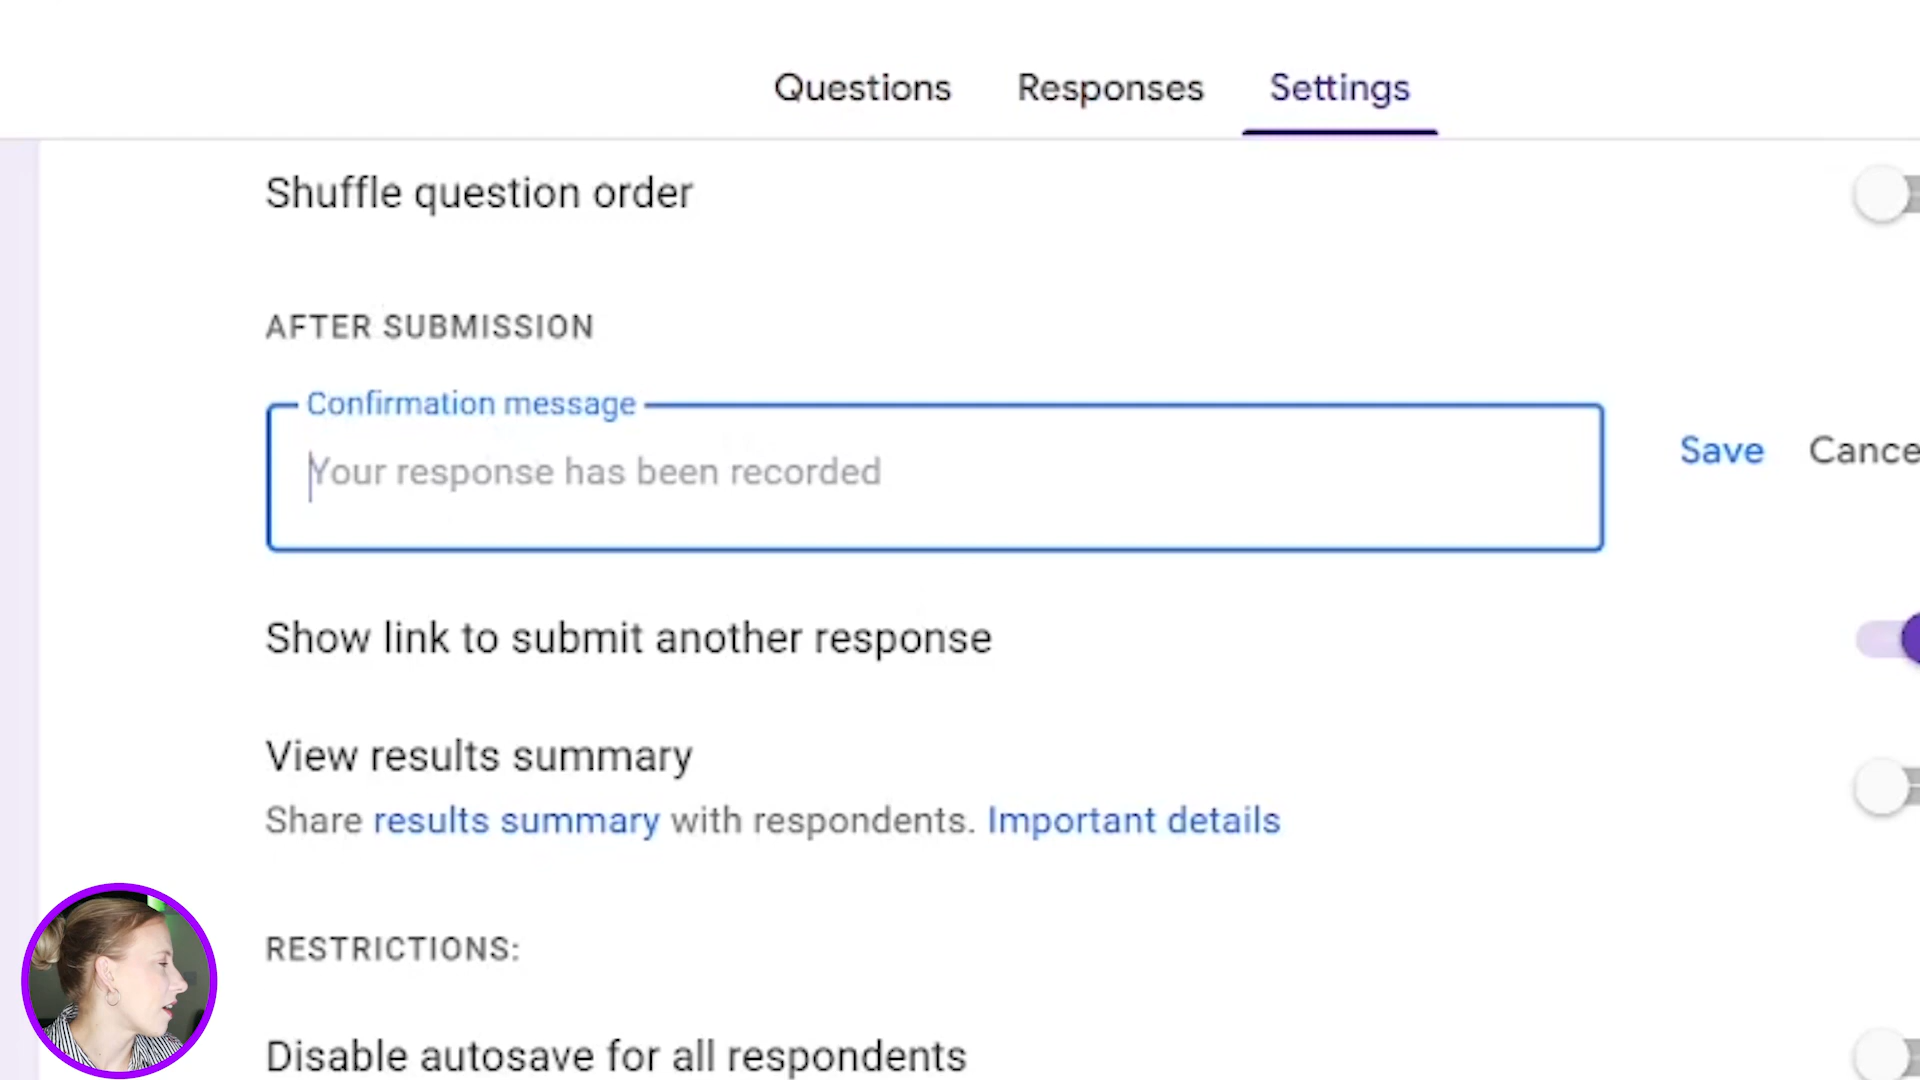 Questions Responses Settings
Shuffle question order
AFTER SUBMISSION
Confirmation message
Your response has been recorded
Save Cance
Show link to submit another response
View results summary
Share results summary with respondents. Important details
RESTRICTIONS:
Disable autosave for all respondents